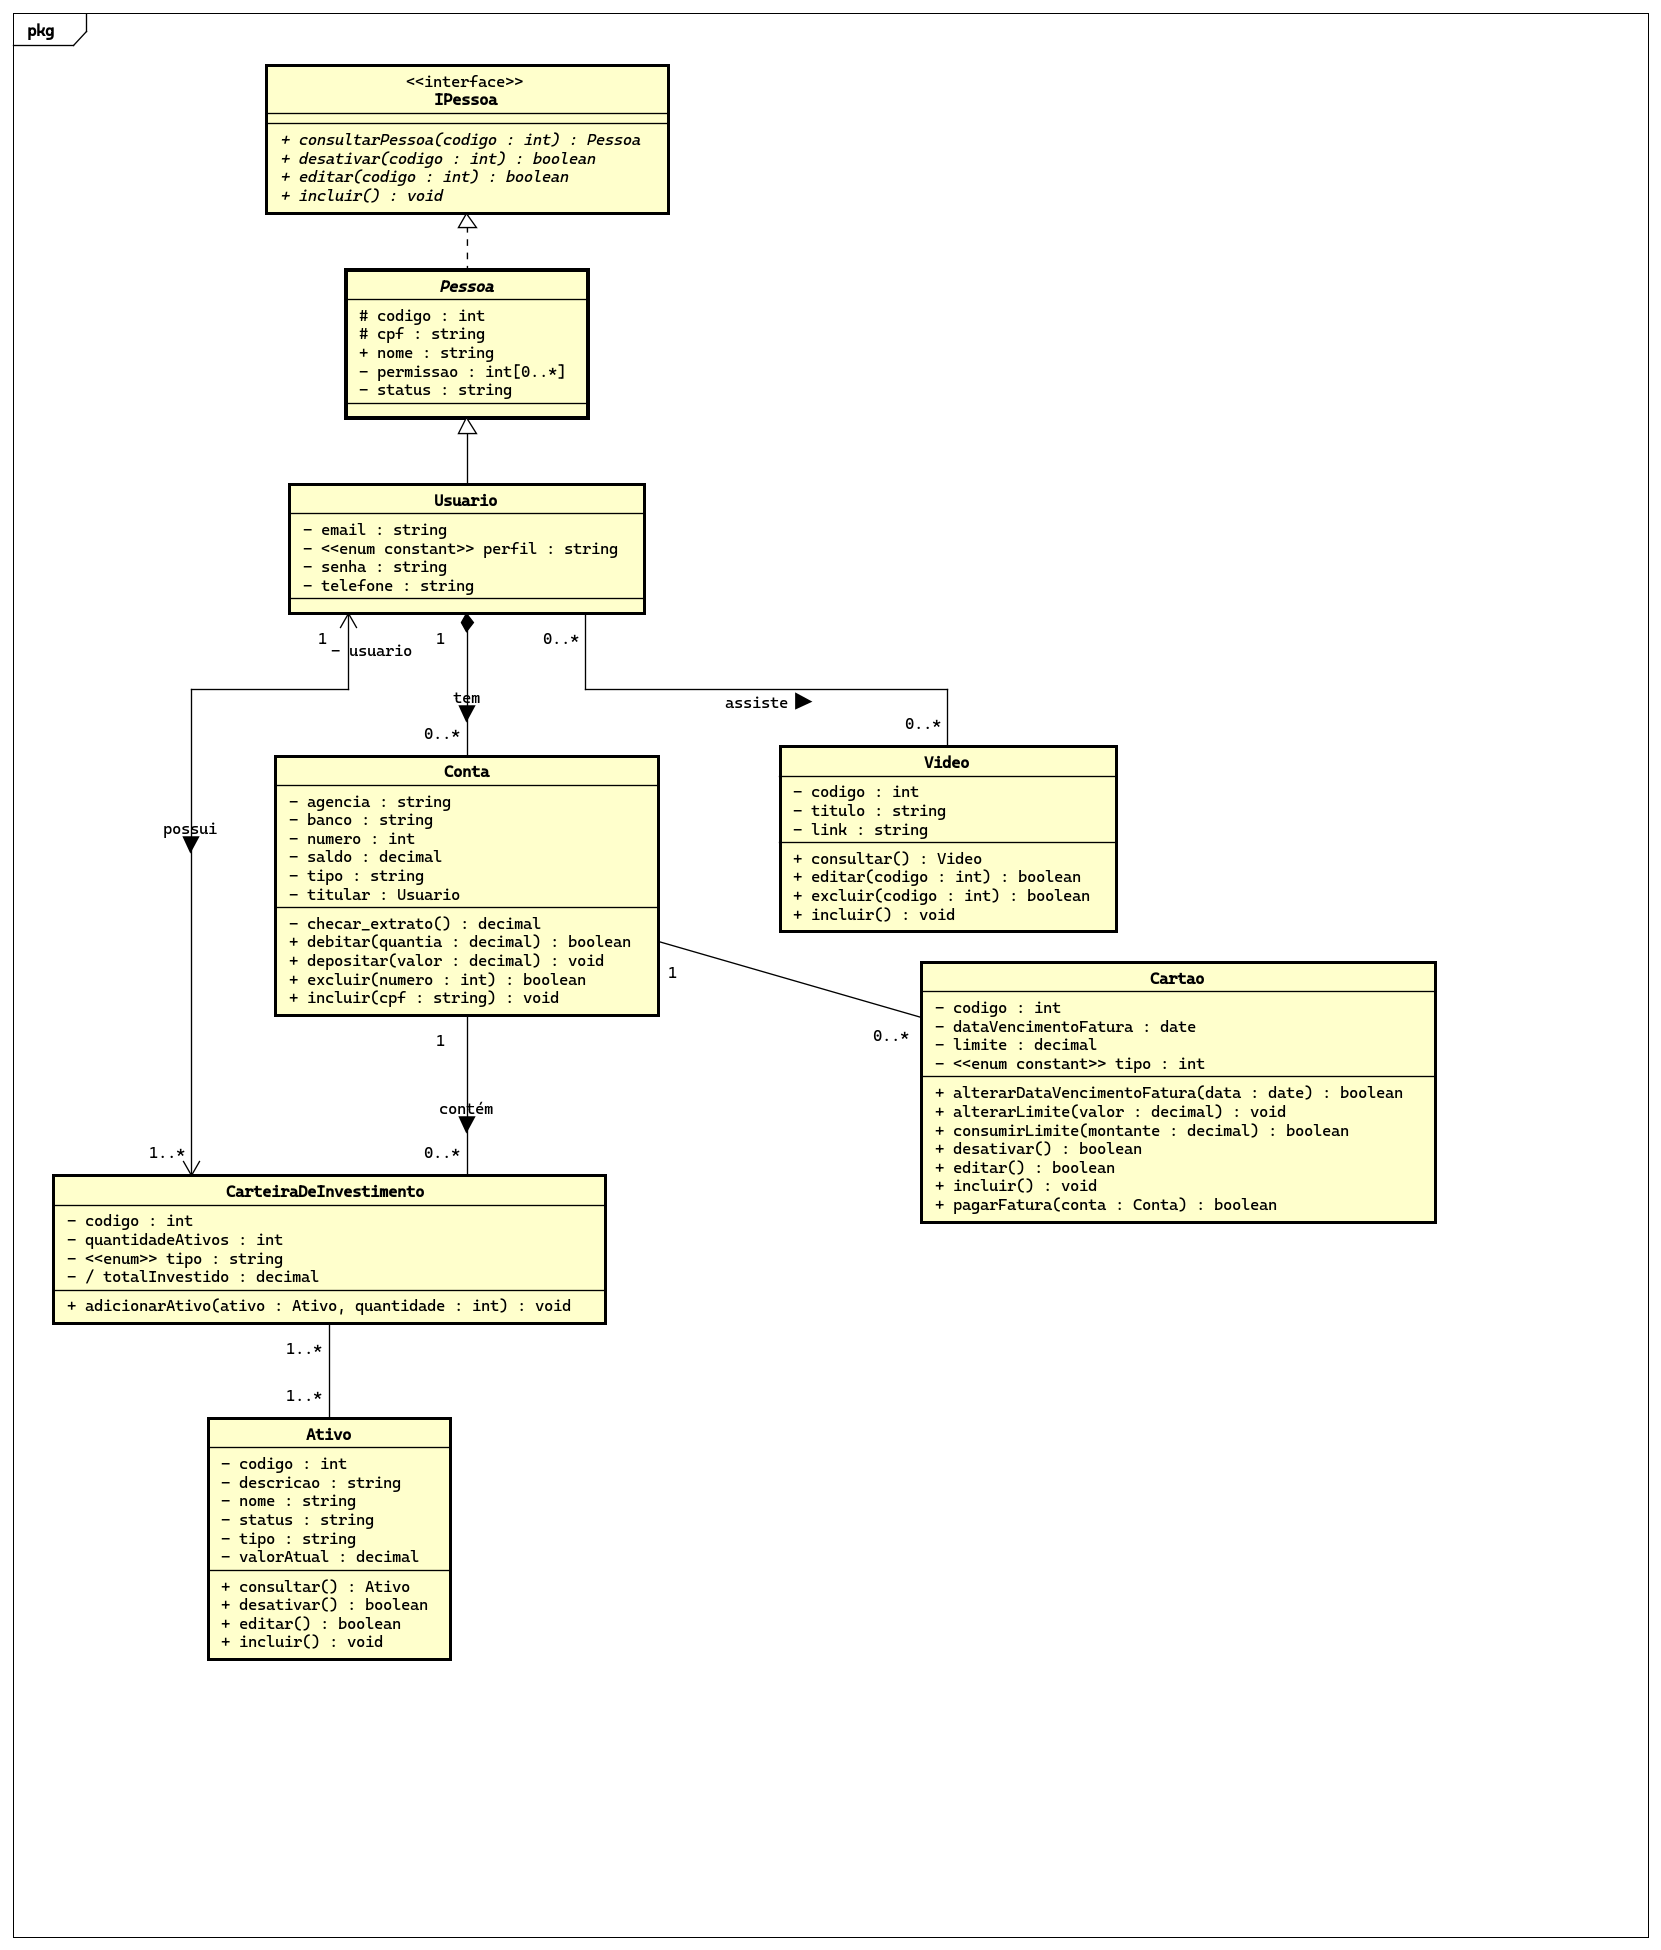 pkg
<<interface>>
IPessoa
+ consultarPessoa(codigo : int) : Pessoa
+ desativar(codigo : int) : boolean
+ editar(codigo : int) : boolean
+ incluir() : void
Pessoa
# codigo : int
# cpf : string
+ nome : string
- permissao : int[0..*]
- status : string
Usuario
- email : string
- <<enum constant>> perfil : string
- senha : string
- telefone : string
1
- usuario
1
0..*
tem
assiste
0..*
0..*
Conta
- agencia : string
- banco : string
- numero : int
- saldo : decimal
- tipo : string
- titular : Usuario
- checar_extrato() : decimal
+ debitar(quantia : decimal) : boolean
+ depositar(valor : decimal) : void
+ excluir(numero : int) : boolean
+ incluir(cpf : string) : void
Video
- codigo : int
- titulo : string
- link : string
+ consultar() : Video
+ editar(codigo : int) : boolean
+ excluir(codigo : int) : boolean
+ incluir() : void
possui
1
0..*
Cartao
- codigo : int
- dataVencimentoFatura : date
- limite : decimal
- <<enum constant>> tipo : int
+ alterarDataVencimentoFatura(data : date) : boolean
+ alterarLimite(valor : decimal) : void
+ consumirLimite(montante : decimal) : boolean
+ desativar() : boolean
+ editar() : boolean
+ incluir() : void
+ pagarFatura(conta : Conta) : boolean
1
contém
1..*
0..*
CarteiraDeInvestimento
- codigo : int
- quantidadeAtivos : int
- <<enum>> tipo : string
- / totalInvestido : decimal
+ adicionarAtivo(ativo : Ativo, quantidade : int) : void
1..*
1..*
Ativo
- codigo : int
- descricao : string
- nome : string
- status : string
- tipo : string
- valorAtual : decimal
+ consultar() : Ativo
+ desativar() : boolean
+ editar() : boolean
+ incluir() : void